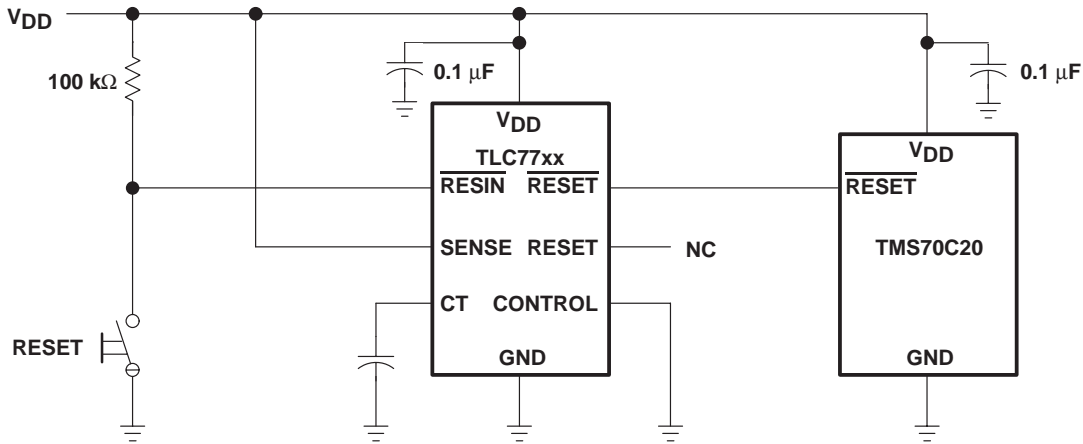 VDD
100 kΩ
0.1 µF
0.1 µF
VDD
TLC77xx
RESIN RESET
SENSE RESET
CT CONTROL
GND
NC
VDD
RESET
TMS70C20
GND
RESET